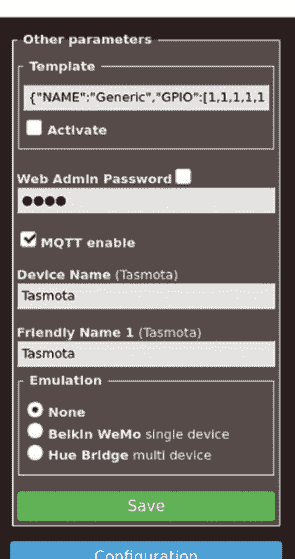 Other parameters
Template
{"NAME":"Generic","GPIO":[1,1,1,1,1
Activate
Web Admin Password
●●●●
MQTT enable
Device Name (Tasmota)
Tasmota
Friendly Name 1 (Tasmota)
Tasmota
Emulation
None
Belkin WeMo single device
Hue Bridge multi device
Save
Configuration